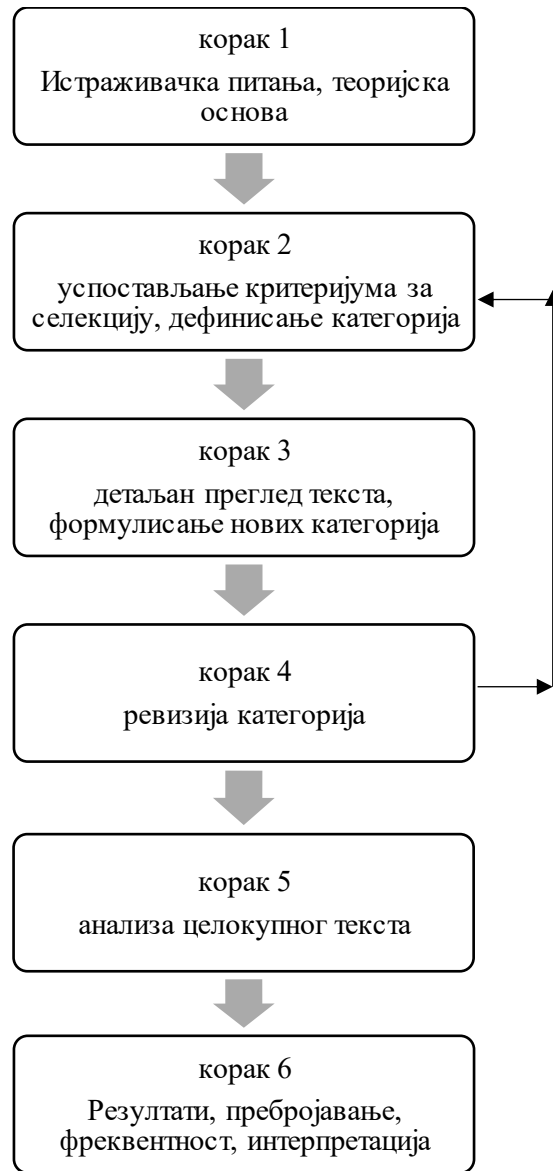 корак 1
Истраживачка питања, теоријска
основа
корак 2
успостављање критеријума за
селекцију, дефинисање категорија
корак 3
детаљан преглед текста,
формулисање нових категорија
корак 4
ревизија категорија
корак 5
анализа целокупног текста
корак 6
Резултати, пребројавање,
фреквентност, интерпретација